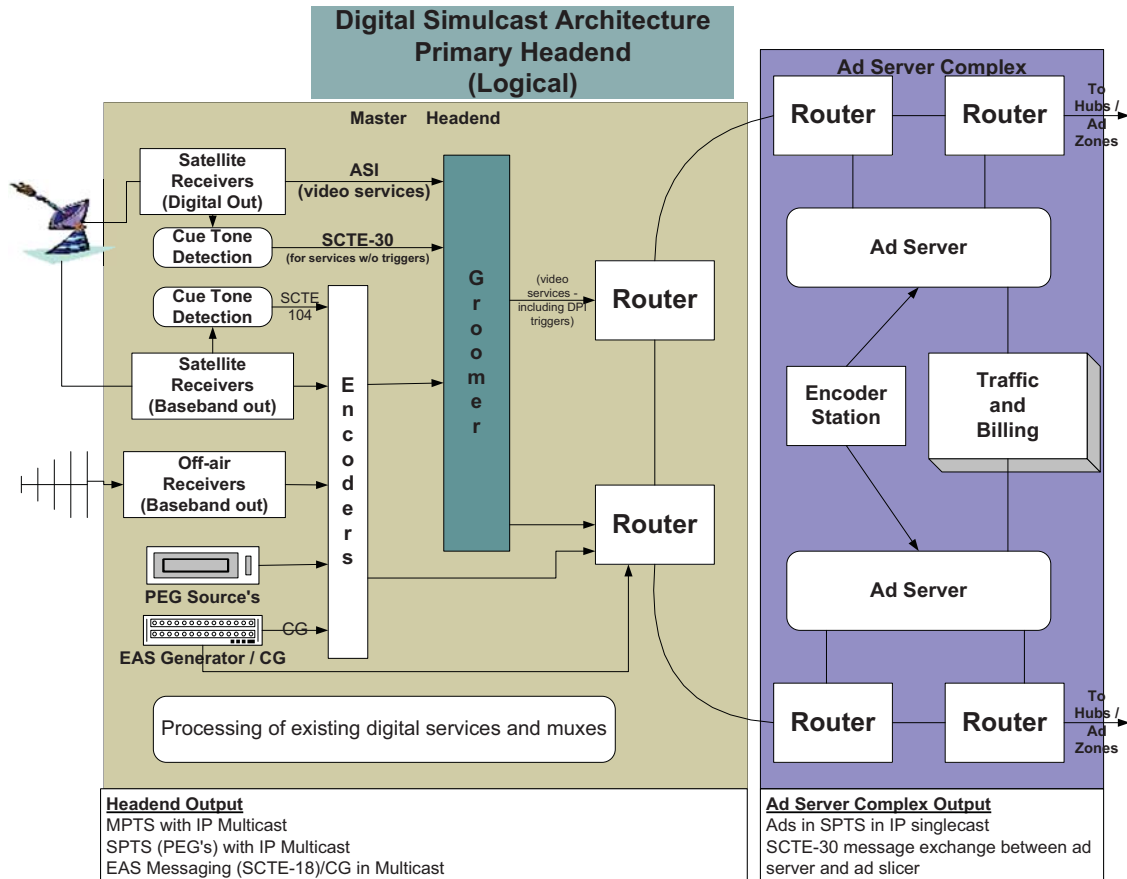 Digital Simulcast Architecture
Primary Headend
(Logical)
Master Headend
Satellite
Receivers
(Digital Out)
ASI
(video services)
Cue Tone
Detection
SCTE-30
(for services w/o triggers)
Cue Tone
Detection
SCTE
104
Satellite
Receivers
(Baseband out)
Off-air
Receivers
(Baseband out)
PEG Source's
CG
EAS Generator / CG
Encoders
Groomer
(video
services -
including DPI
triggers)
Router
Router
Processing of existing digital services and muxes
Headend Output
MPTS with IP Multicast
SPTS (PEG's) with IP Multicast
EAS Messaging (SCTE-18)/CG in Multicast
Ad Server Complex
Router
Router
To
Hubs /
Ad
Zones
Ad Server
Encoder
Station
Traffic
and
Billing
Ad Server
Router
Router
To
Hubs /
Ad
Zones
Ad Server Complex Output
Ads in SPTS in IP singlecast
SCTE-30 message exchange between ad
server and ad slicer